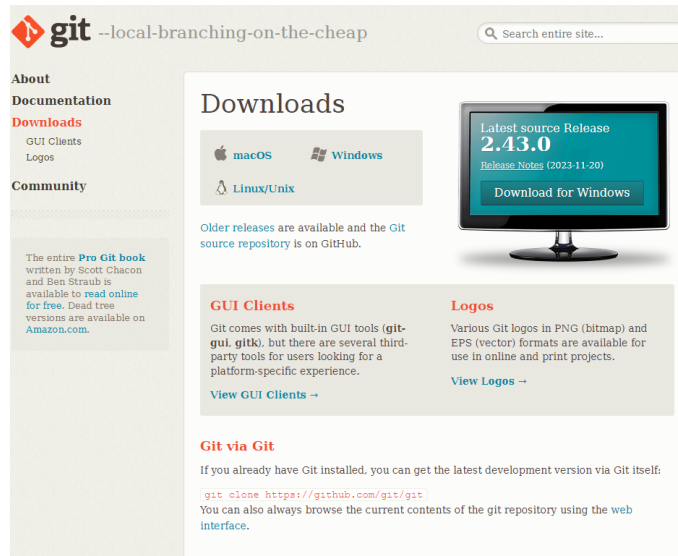 git --local-branching-on-the-cheap
Search entire site...
About
Documentation
Downloads
GUI Clients
Logos
Community
The entire Pro Git book
written by Scott Chacon
and Ben Straub is
available to read online
for free. Dead tree
versions are available on
Amazon.com.
Downloads
macOS
Windows
Linux/Unix
Older releases are available and the Git
source repository is on GitHub.
Latest source Release
2.43.0
Release Notes (2023-11-20)
Download for Windows
GUI Clients
Git comes with built-in GUI tools (git-
gui, gitk), but there are several third-
party tools for users looking for a
platform-specific experience.
View GUI Clients →
Logos
Various Git logos in PNG (bitmap) and
EPS (vector) formats are available for
use in online and print projects.
View Logos →
Git via Git
If you already have Git installed, you can get the latest development version via Git itself:
git clone https://github.com/git/git
You can also always browse the current contents of the git repository using the web
interface.